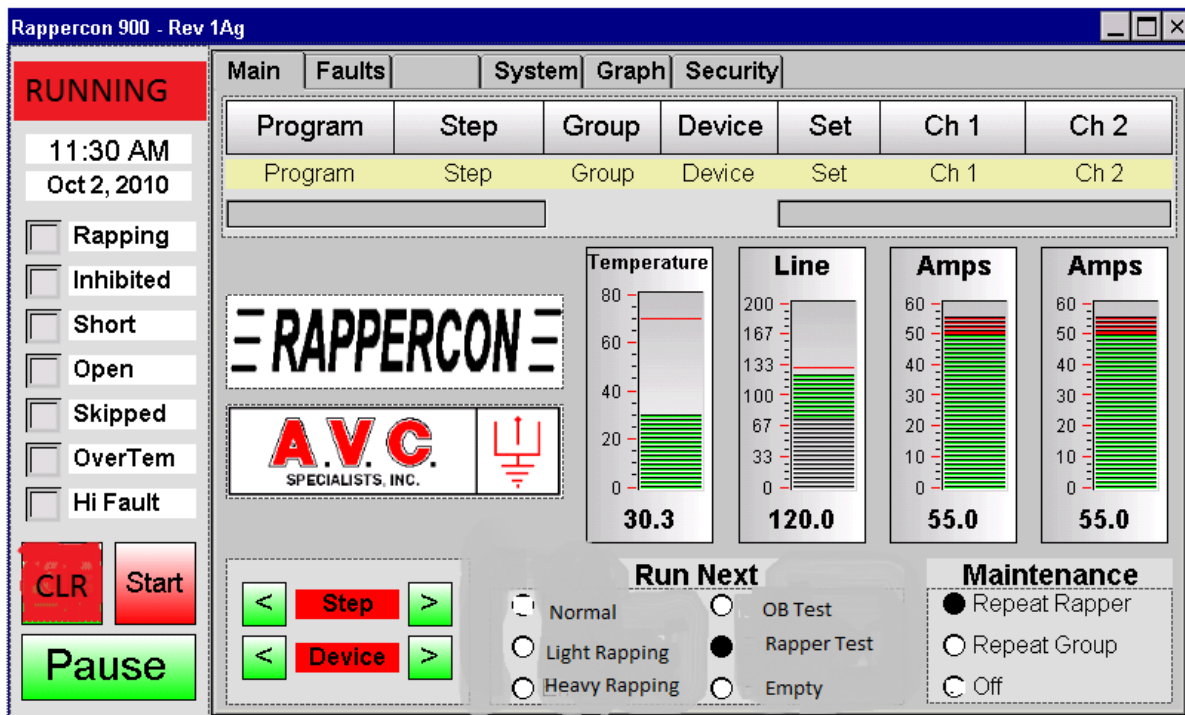 Rappercon 900 - Rev 1Ag
RUNNING
11:30 AM
Oct 2, 2010
Rapping
Inhibited
Short
Open
Skipped
OverTem
Hi Fault
CLR
Start
Pause
Main Faults System Graph Security
Program Step Group Device Set Ch 1 Ch 2
Program Step Group Device Set Ch 1 Ch 2
RAPPERCON
A.V.C.
SPECIALISTS, INC.
Temperature
80
60
40
20
0
30.3
Line
200
167
133
100
67
33
0
120.0
Amps
60
50
40
30
20
10
0
55.0
Amps
60
50
40
30
20
10
0
55.0
< Step >
< Device >
Run Next
Normal OB Test
Light Rapping Rapper Test
Heavy Rapping Empty
Maintenance
Repeat Rapper
Repeat Group
Off